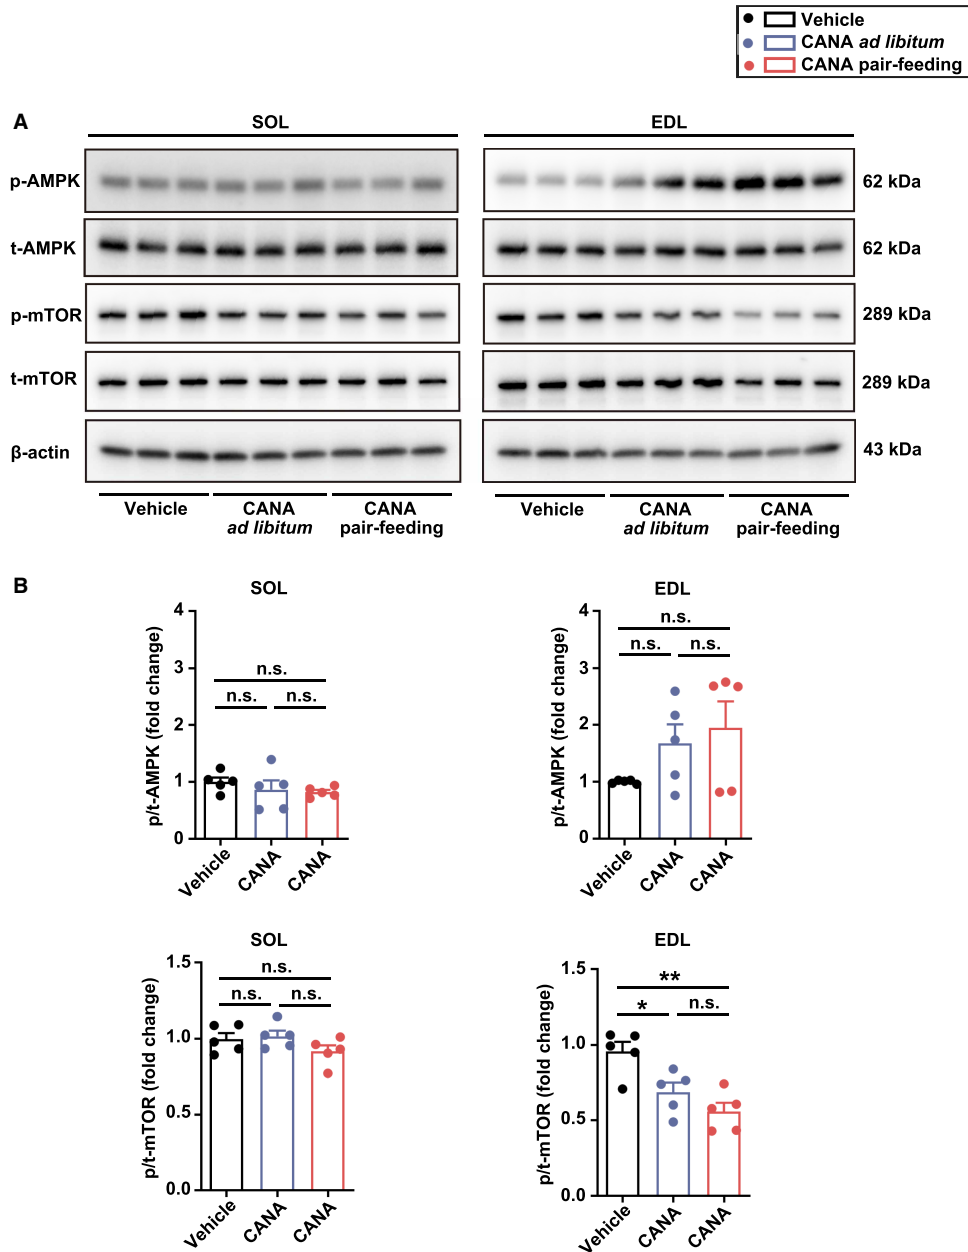 Vehicle
CANA ad libitum
CANA pair-feeding
A
SOL
EDL
p-AMPK
62 kDa
t-AMPK
62 kDa
p-mTOR
289 kDa
t-mTOR
289 kDa
β-actin
43 kDa
Vehicle
CANA
ad libitum
CANA
pair-feeding
Vehicle
CANA
ad libitum
CANA
pair-feeding
B
SOL
p/t-AMPK (fold change)
4
3
2
1
0
n.s.
n.s.
n.s.
Vehicle
CANA
CANA
EDL
p/t-AMPK (fold change)
4
3
2
1
0
n.s.
n.s.
n.s.
Vehicle
CANA
CANA
SOL
p/t-mTOR (fold change)
1.5
1.0
0.5
0.0
n.s.
n.s.
n.s.
Vehicle
CANA
CANA
EDL
p/t-mTOR (fold change)
1.5
1.0
0.5
0.0
**
*
n.s.
Vehicle
CANA
CANA